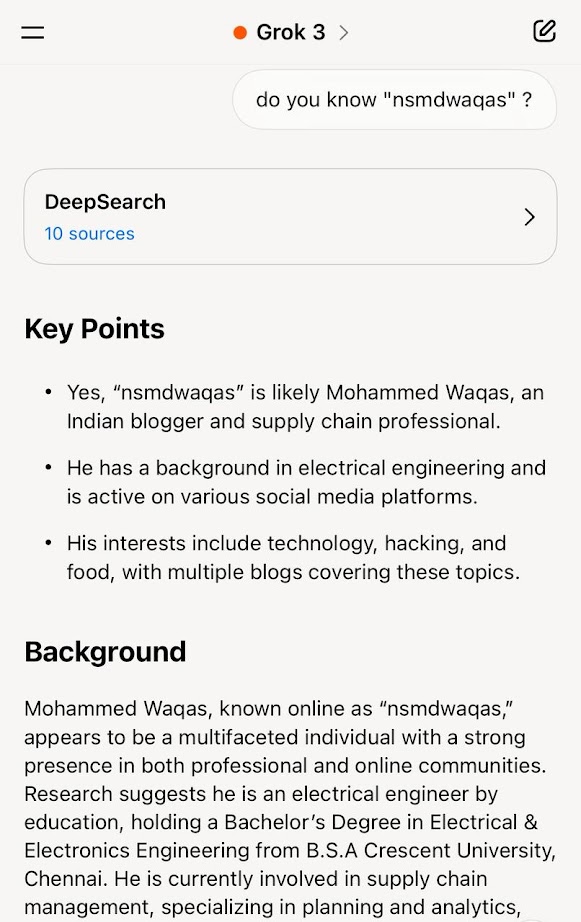 Grok 3
do you know "nsmdwaqas" ?
DeepSearch
10 sources
Key Points
• Yes, “nsmdwaqas” is likely Mohammed Waqas, an
Indian blogger and supply chain professional.
• He has a background in electrical engineering and
is active on various social media platforms.
• His interests include technology, hacking, and
food, with multiple blogs covering these topics.
Background
Mohammed Waqas, known online as “nsmdwaqas,”
appears to be a multifaceted individual with a strong
presence in both professional and online communities.
Research suggests he is an electrical engineer by
education, holding a Bachelor’s Degree in Electrical &
Electronics Engineering from B.S.A Crescent University,
Chennai. He is currently involved in supply chain
management, specializing in planning and analytics,